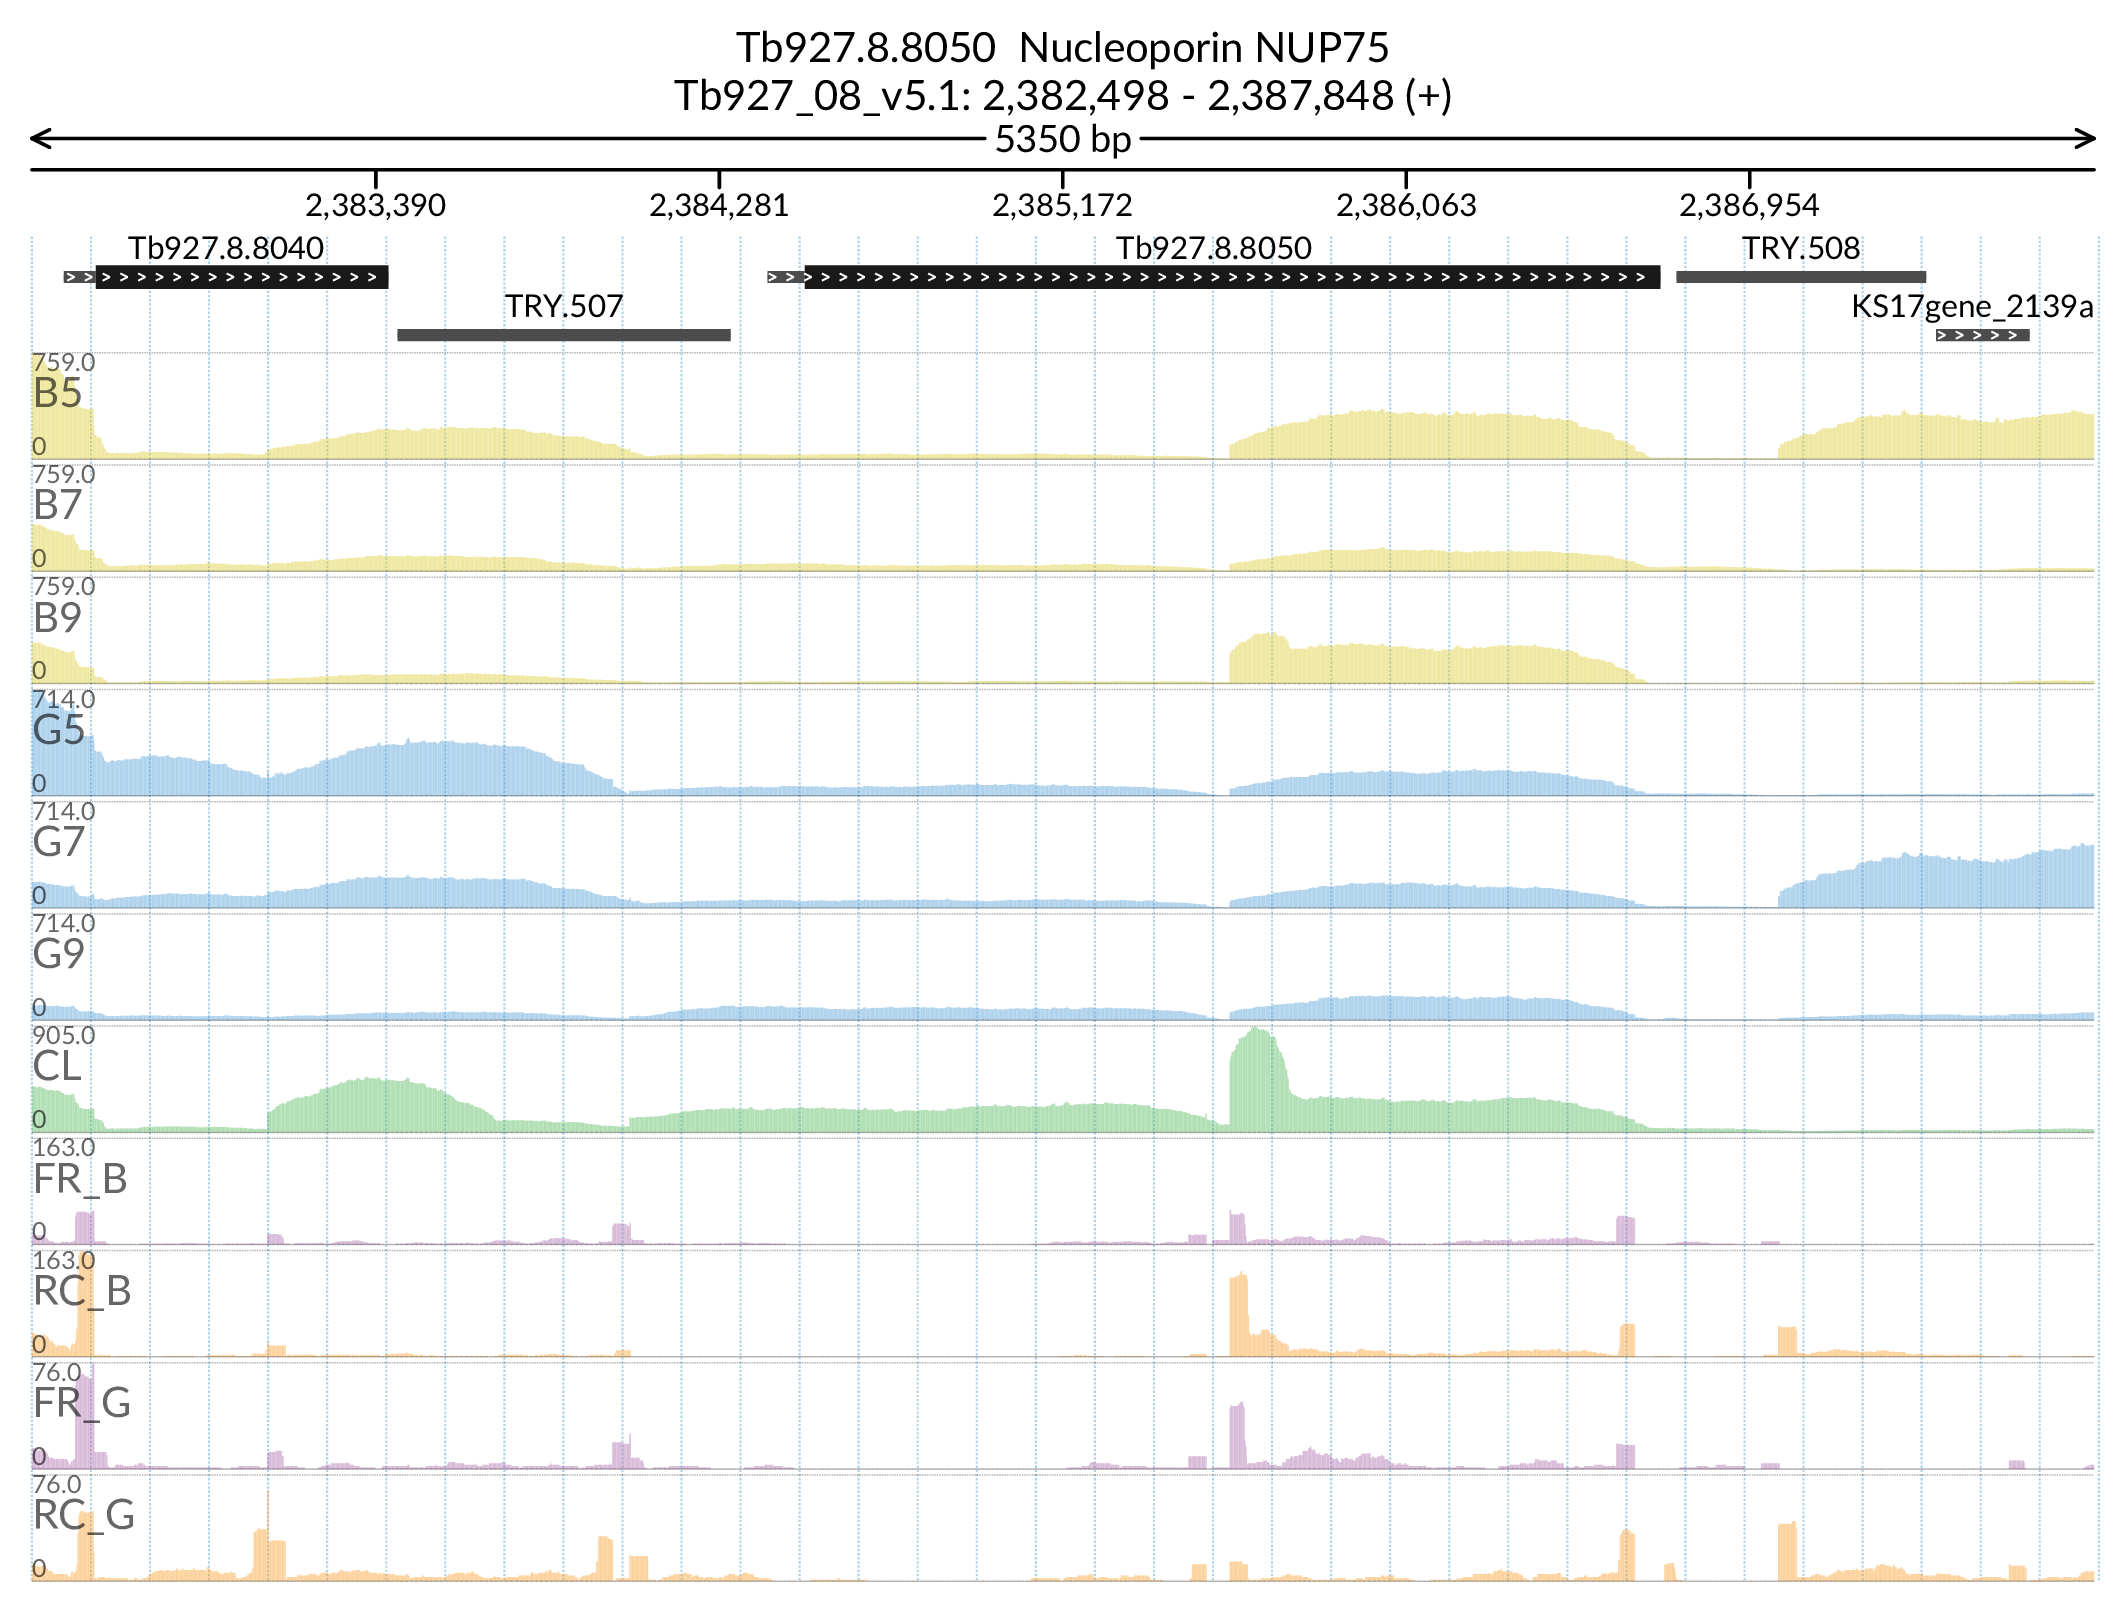 Tb927.8.8050  Nucleoporin NUP75
Tb927_08_v5.1: 2,382,498 - 2,387,848 (+)
5350 bp
2,383,390 2,384,281 2,385,172 2,386,063 2,386,954
Tb927.8.8040 Tb927.8.8050 TRY.508
TRY.507 KS17gene_2139a
759.0
B5
0
759.0
B7
0
759.0
B9
0
714.0
G5
0
714.0
G7
0
714.0
G9
0
905.0
CL
0
163.0
FR_B
0
163.0
RC_B
0
76.0
FR_G
0
76.0
RC_G
0